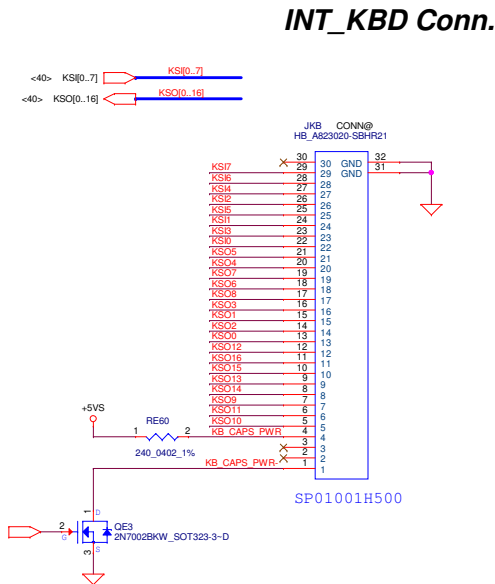 INT_KBD Conn.
<40> KSI[0..7] KSI[0..7]
<40> KSO[0..16] KSO[0..16]
JKB CONN@
HB_A823020-SBHR21
30 30 GND 32
KSI7 29 29 GND 31
KSI6 28 28
KSI4 27 27
KSI2 26 26
KSI5 25 25
KSI1 24 24
KSI3 23 23
KSI0 22 22
KSO5 21 21
KSO4 20 20
KSO7 19 19
KSO6 18 18
KSO8 17 17
KSO3 16 16
KSO1 15 15
KSO2 14 14
KSO0 13 13
KSO12 12 12
KSO16 11 11
KSO15 10 10
KSO13 9 9
KSO14 8 8
KSO9 7 7
KSO11 6 6
KSO10 5 5
+5VS
1 RE60 2 KB_CAPS_PWR 4 4
3 3
240_0402_1%
2 2
KB_CAPS_PWR- 1 1
SP01001H500
1 D
2 G
QE3
2N7002BKW_SOT323-3~D
3 S